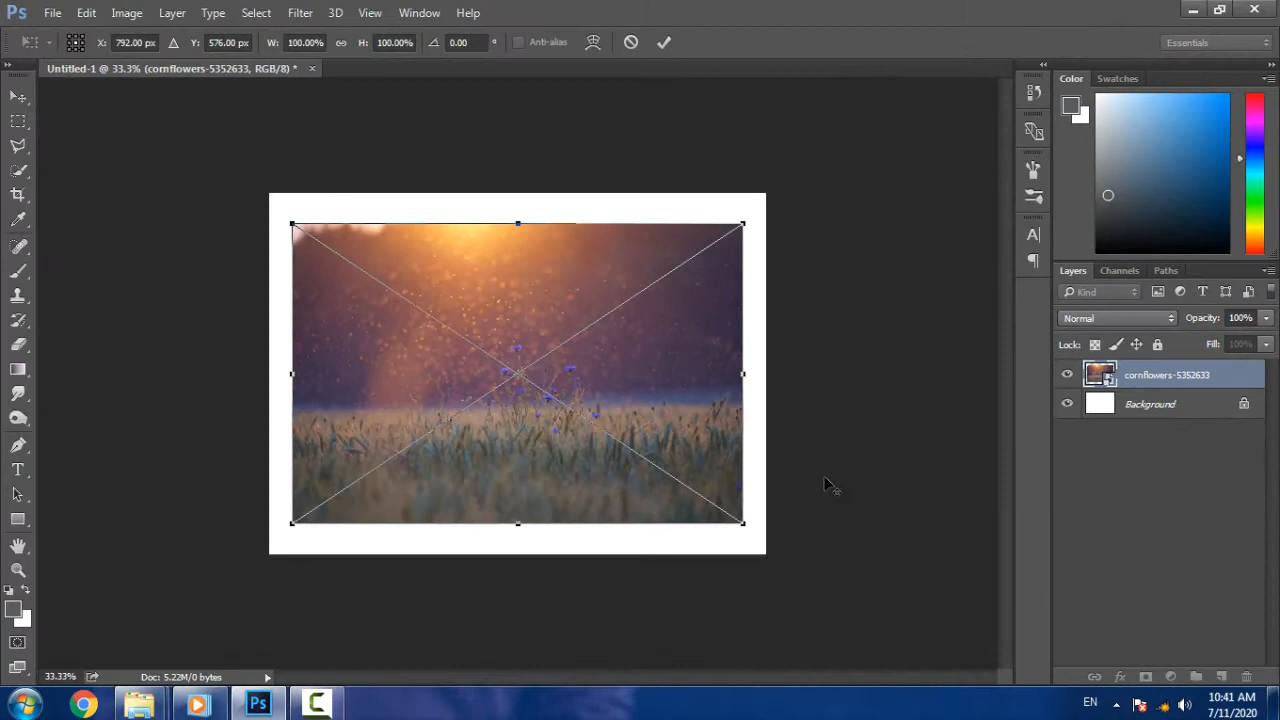 Ps File Edit Image Layer Type Select Filter 3D View Window Help
X: 792.00 px Y: 576.00 px W: 100.00% H: 100.00% 0.00 ° Anti-alias Essentials
Untitled-1 @ 33.3% (cornflowers-5352633, RGB/8) * ×
Color Swatches
Layers Channels Paths
Kind
Normal Opacity: 100%
Lock: Fill: 100%
cornflowers-5352633
Background
33.33% Doc: 5.22M/0 bytes
Ps C EN 10:41 AM
7/11/2020